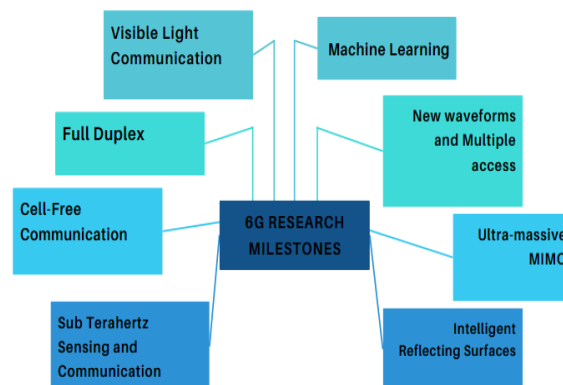 Visible Light
Communication
Machine Learning
Full Duplex
New waveforms
and Multiple
access
Cell-Free
Communication
6G RESEARCH
MILESTONES
Ultra-massive
MIMO
Sub Terahertz
Sensing and
Communication
Intelligent
Reflecting Surfaces